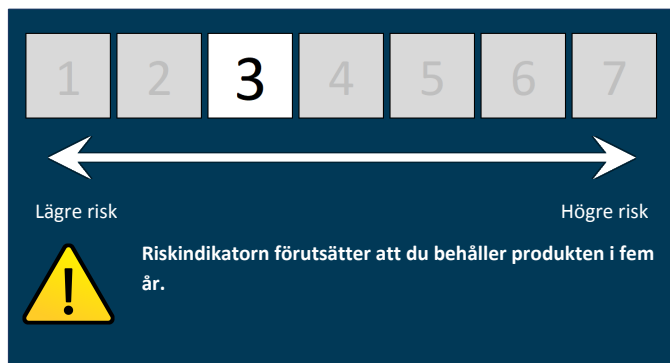 1 2 3 4 5 6 7
Lägre risk Högre risk
Riskindikatorn förutsätter att du behåller produkten i fem
år.